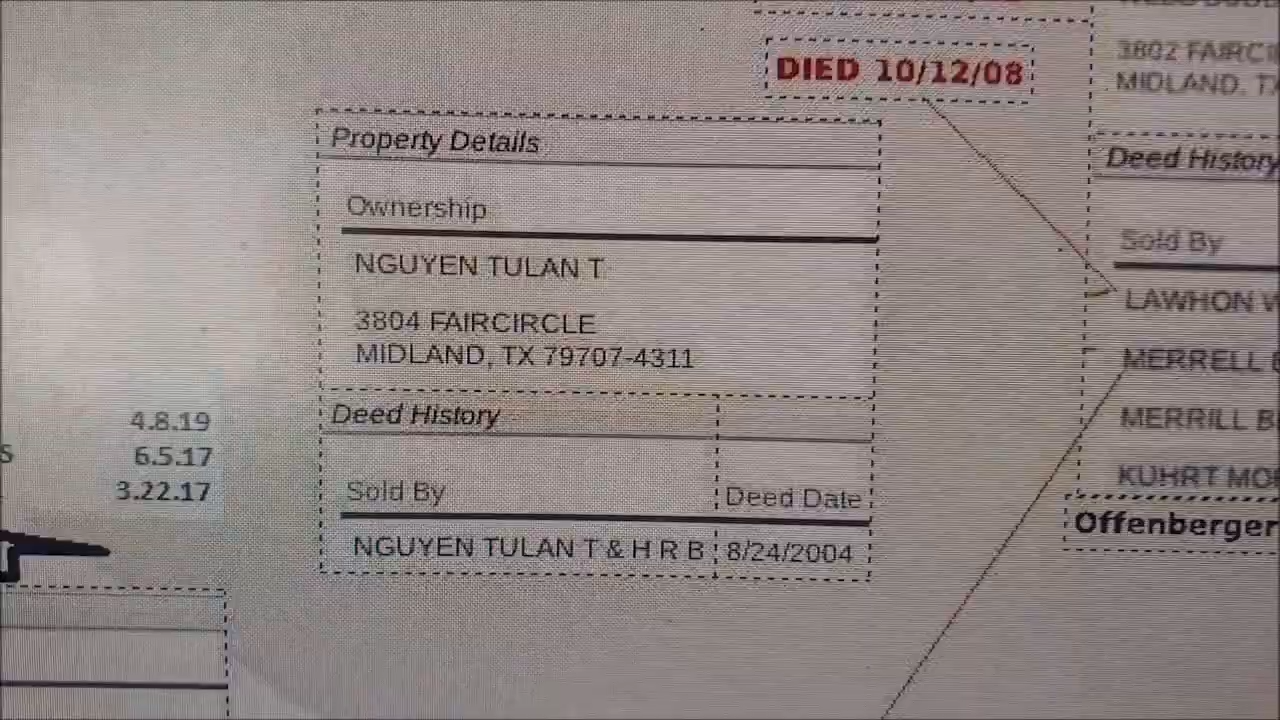 DIED 10/12/08
3802
MIDLAND, TX
Property Details
Ownership
NGUYEN TULAN T
3804 FAIRCIRCLE
MIDLAND, TX 79707-4311
Deed History
Sold By Deed Date
NGUYEN TULAN T & H R B 8/24/2004
4.8.19
6.5.17
3.22.17
Deed History
Sold By
LAWHON
MERRELL
MERRILL
KUHRT
Offenberger